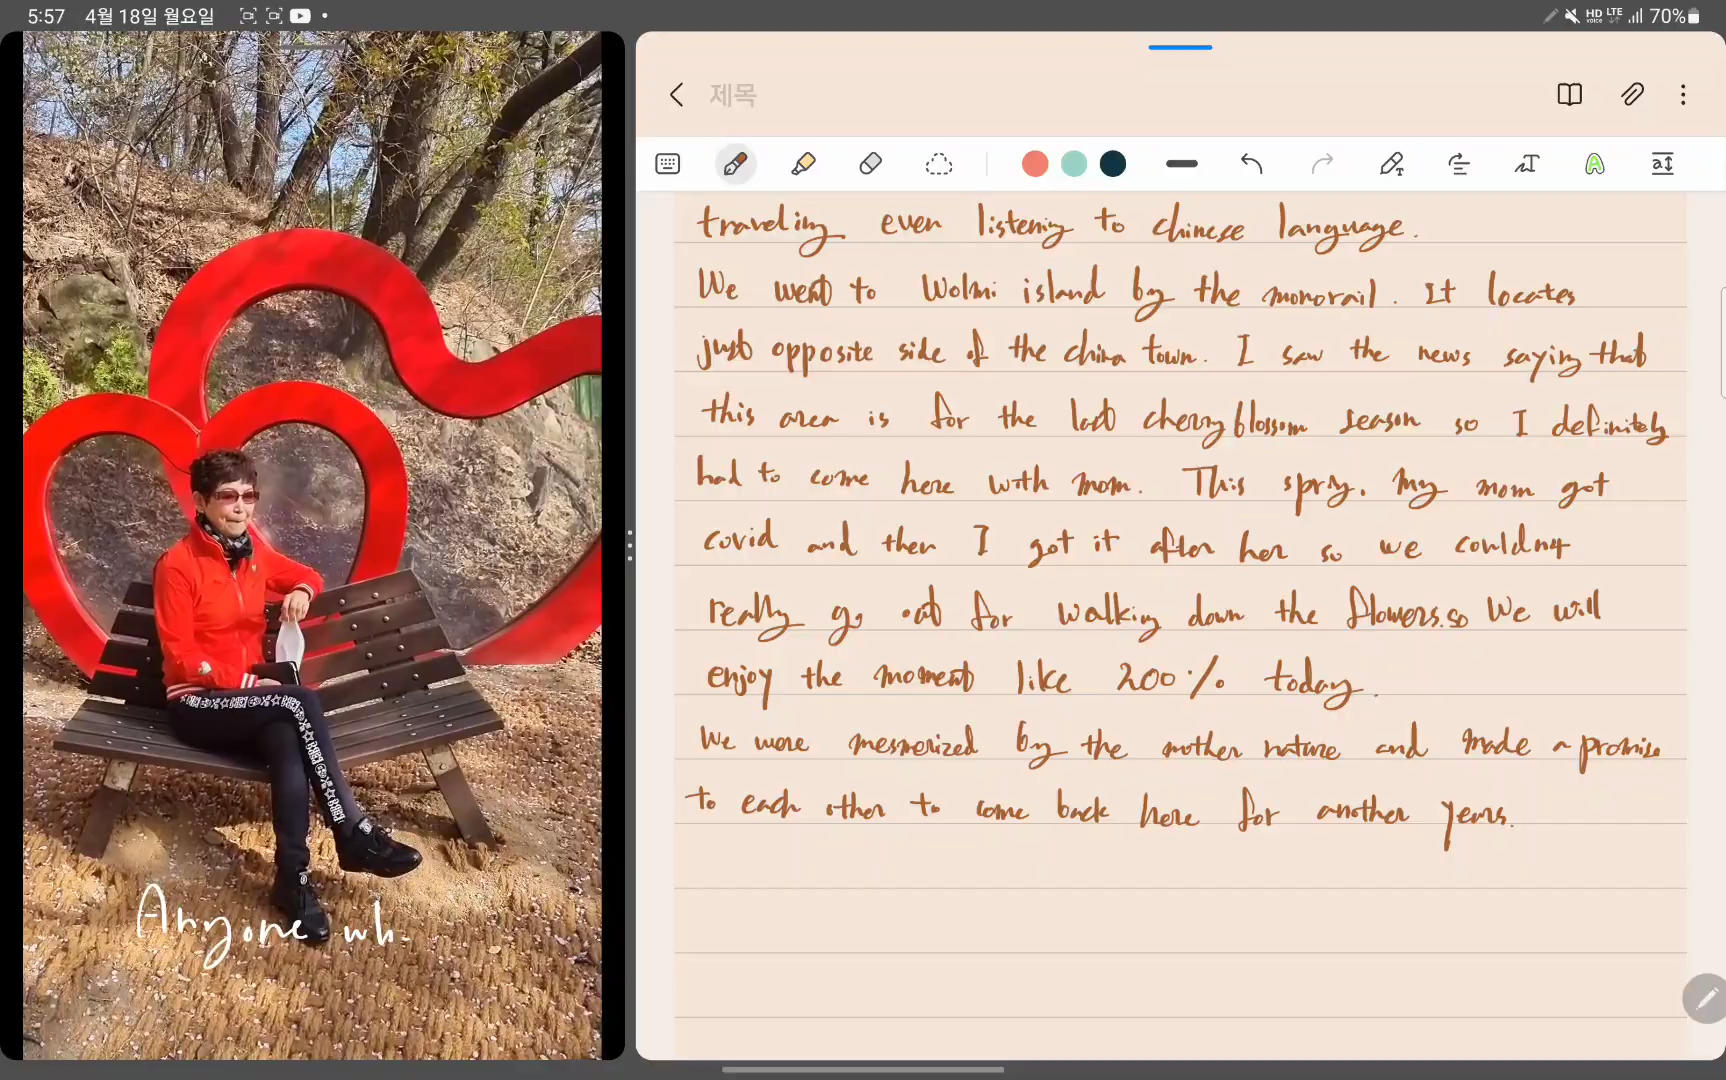 5:57 4월 18일 월요일
HD voice LTE 70%
제목
traveling even listening to chinese language.
We went to Wolmi island by the monorail. It locates
just opposite side of the china town. I saw the news saying that
this area is for the last cherry blossom season so I definitely
had to come here with mom. This spriy, my mom got
covid and then I got it after her so we couldn't
really go out for walking down the flowers. so We will
enjoy the moment like 200% today.
We were mesmerized by the mother nature and made a promise
to each other to come back here for another years.
Anyone wh